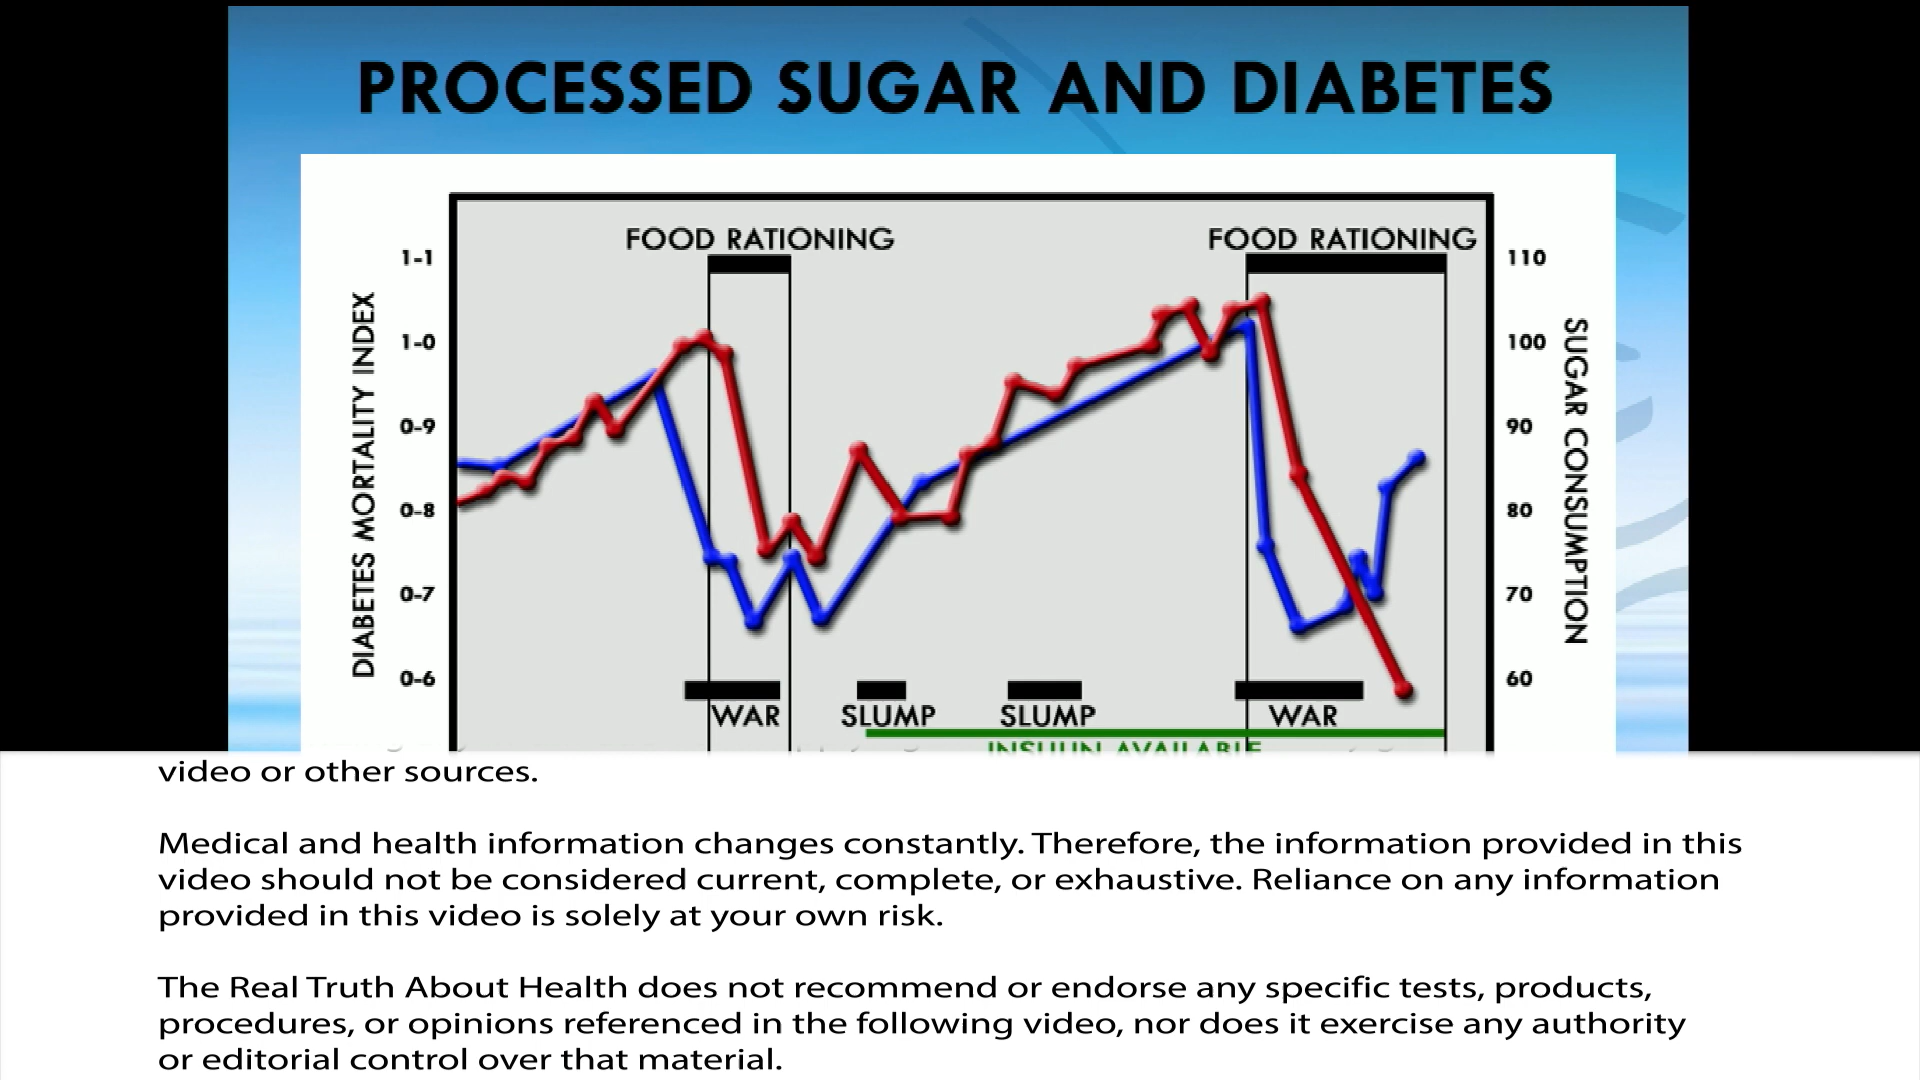 PROCESSED SUGAR AND DIABETES
FOOD RATIONING
FOOD RATIONING
DIABETES MORTALITY INDEX
1-1
1-0
0-9
0-8
0-7
0-6
110
100
90
80
70
60
SUGAR CONSUMPTION
WAR
SLUMP
SLUMP
WAR
INSULIN AVAILABLE
video or other sources.
Medical and health information changes constantly. Therefore, the information provided in this
video should not be considered current, complete, or exhaustive. Reliance on any information
provided in this video is solely at your own risk.
The Real Truth About Health does not recommend or endorse any specific tests, products,
procedures, or opinions referenced in the following video, nor does it exercise any authority
or editorial control over that material.